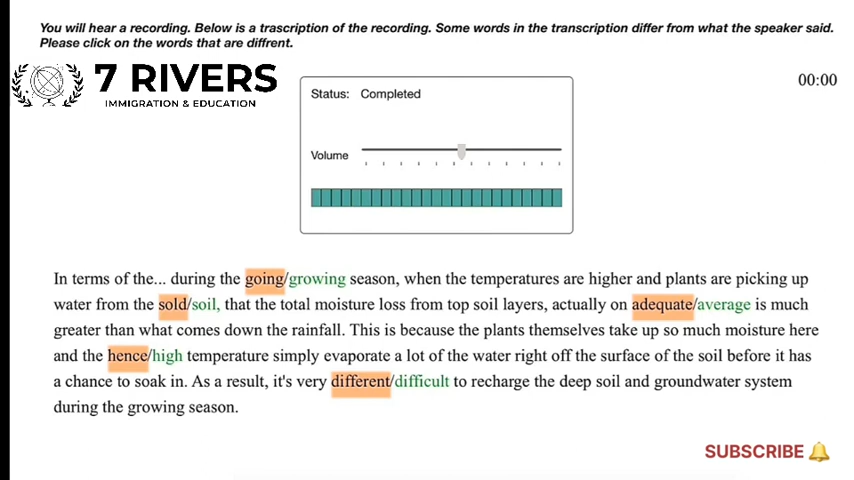 You will hear a recording. Below is a trascription of the recording. Some words in the transcription differ from what the speaker said.
Please click on the words that are diffrent.
7 RIVERS
IMMIGRATION & EDUCATION
00:00
Status: Completed
Volume
In terms of the... during the going/growing season, when the temperatures are higher and plants are picking up
water from the sold/soil, that the total moisture loss from top soil layers, actually on adequate/average is much
greater than what comes down the rainfall. This is because the plants themselves take up so much moisture here
and the hence/high temperature simply evaporate a lot of the water right off the surface of the soil before it has
a chance to soak in. As a result, it's very different/difficult to recharge the deep soil and groundwater system
during the growing season.
SUBSCRIBE